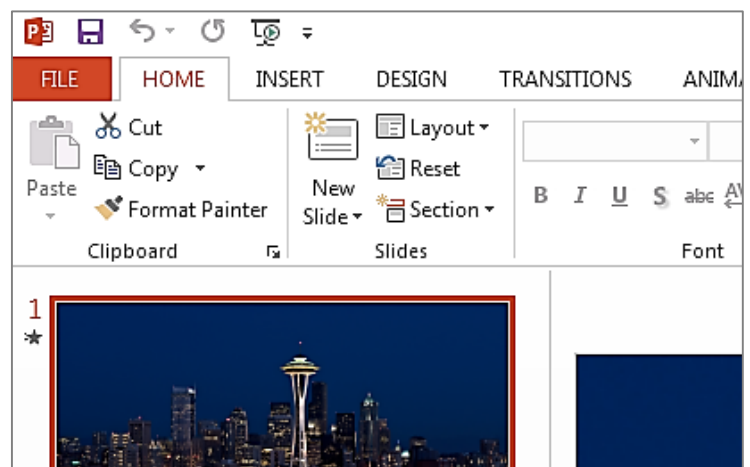 FILE HOME INSERT DESIGN TRANSITIONS
Cut
Copy
Format Painter
Paste
Clipboard
New
Slide
Layout
Reset
Section
Slides
B I U S abc AV
Font
1